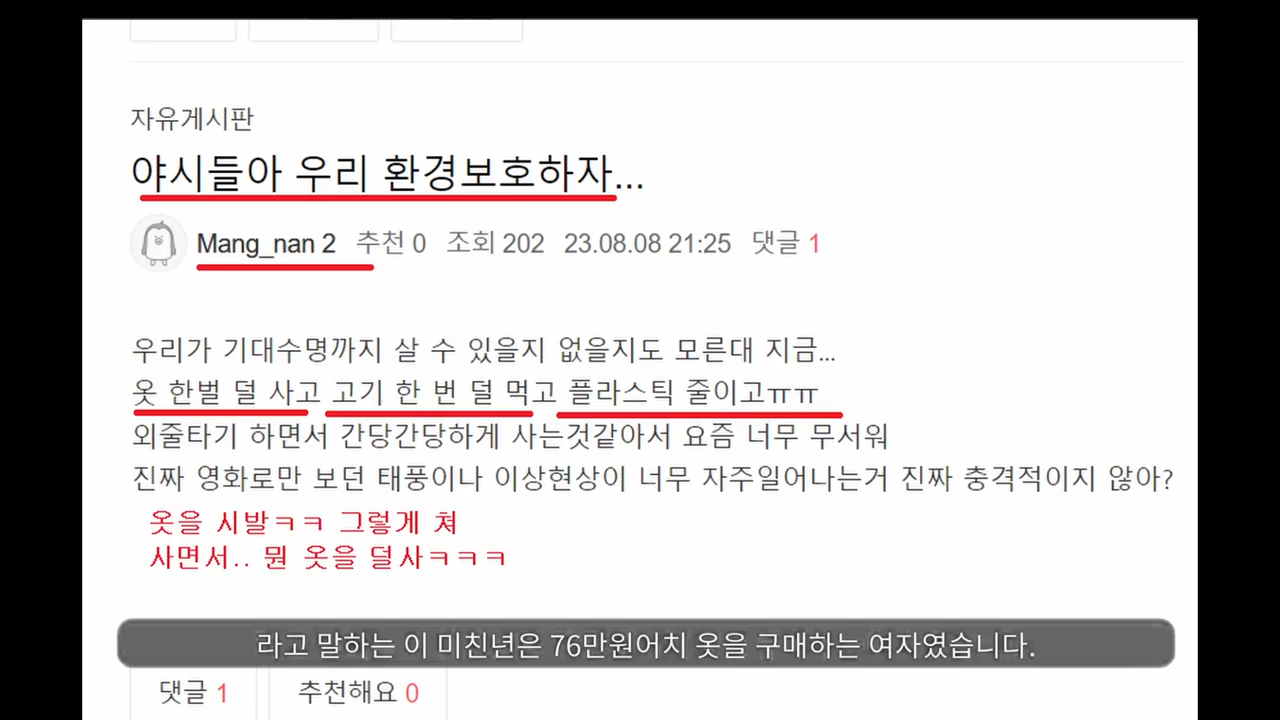 자유게시판
야시들아 우리 환경보호하자...
Mang_nan 2 추천 0 조회 202 23.08.08 21:25 댓글 1
우리가 기대수명까지 살 수 있을지 없을지도 모른대 지금...
옷 한벌 덜 사고 고기 한 번 덜 먹고 플라스틱 줄이고ㅠㅠ
외줄타기 하면서 간당간당하게 사는것같아서 요즘 너무 무서워
진짜 영화로만 보던 태풍이나 이상현상이 너무 자주일어나는거 진짜 충격적이지 않아?
옷을 시발ㅋㅋ 그렇게 쳐
사면서.. 뭔 옷을 덜사ㅋㅋㅋ
라고 말하는 이 미친년은 76만원어치 옷을 구매하는 여자였습니다.
댓글 1 추천해요 0